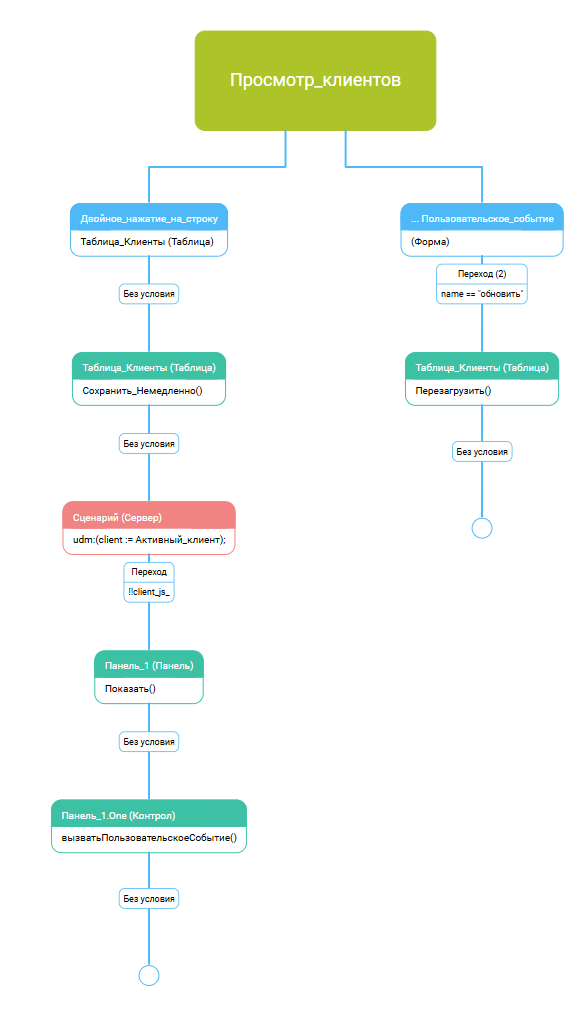 Просмотр_клиентов
Двойное_нажатие_на_строку
Таблица_Клиенты (Таблица)
Без условия
Таблица_Клиенты (Таблица)
Сохранить_Немедленно()
Без условия
Сценарий (Сервер)
udm:(client := Активный_клиент);
Переход
!!client_js_
Панель_1 (Панель)
Показать()
Без условия
Панель_1.One (Контрол)
вызватьПользовательскоеСобытие()
Без условия
... Пользовательское_событие
(Форма)
Переход (2)
name == "обновить"
Таблица_Клиенты (Таблица)
Перезагрузить()
Без условия